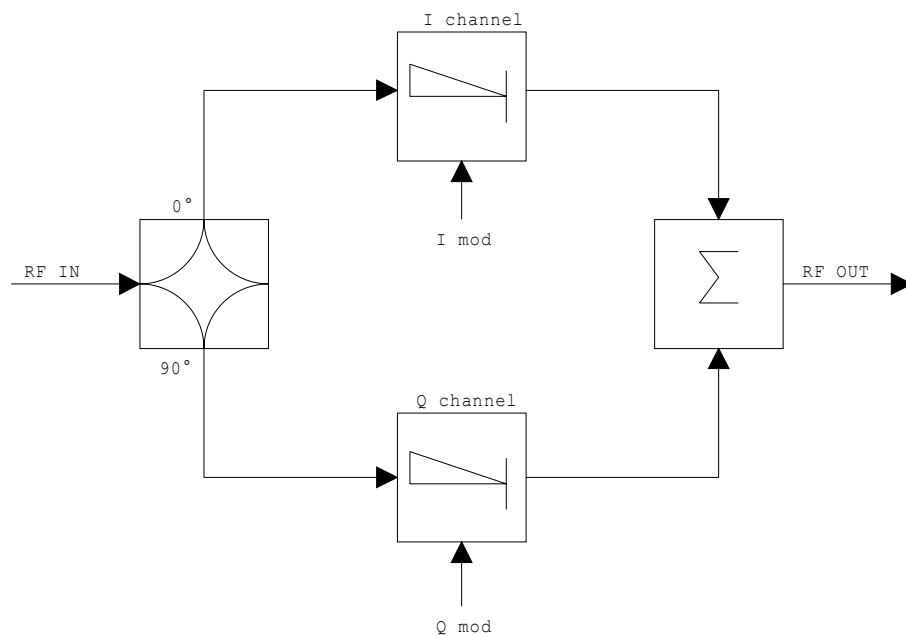 I channel
I mod
0°
RF IN
90°
Σ
RF OUT
Q channel
Q mod